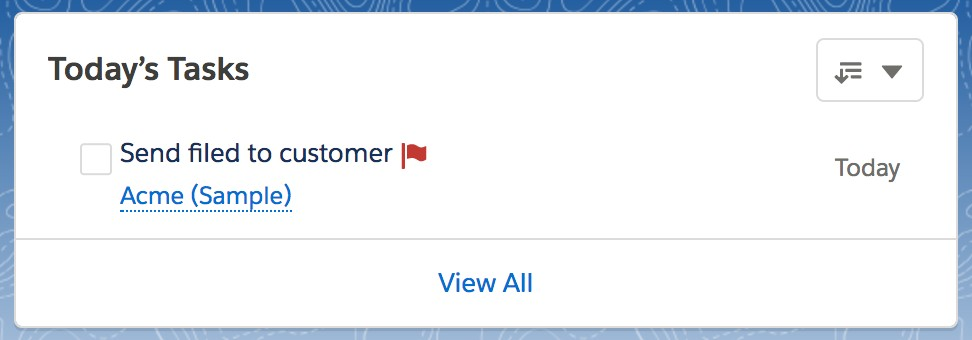 Today’s Tasks
Send filed to customer
Today
Acme (Sample)
View All